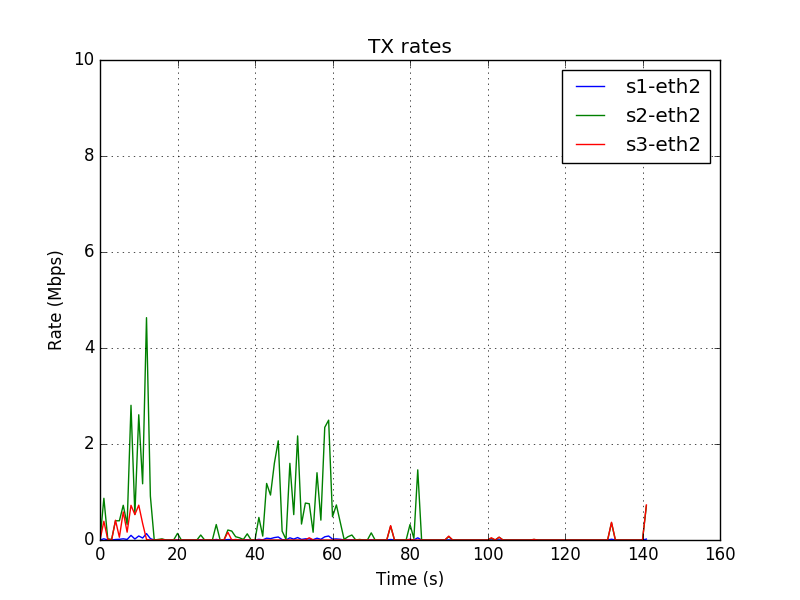 TX rates
10
8
6
4
2
0
Rate (Mbps)
s1-eth2
s2-eth2
s3-eth2
0 20 40 60 80 100 120 140 160
Time (s)